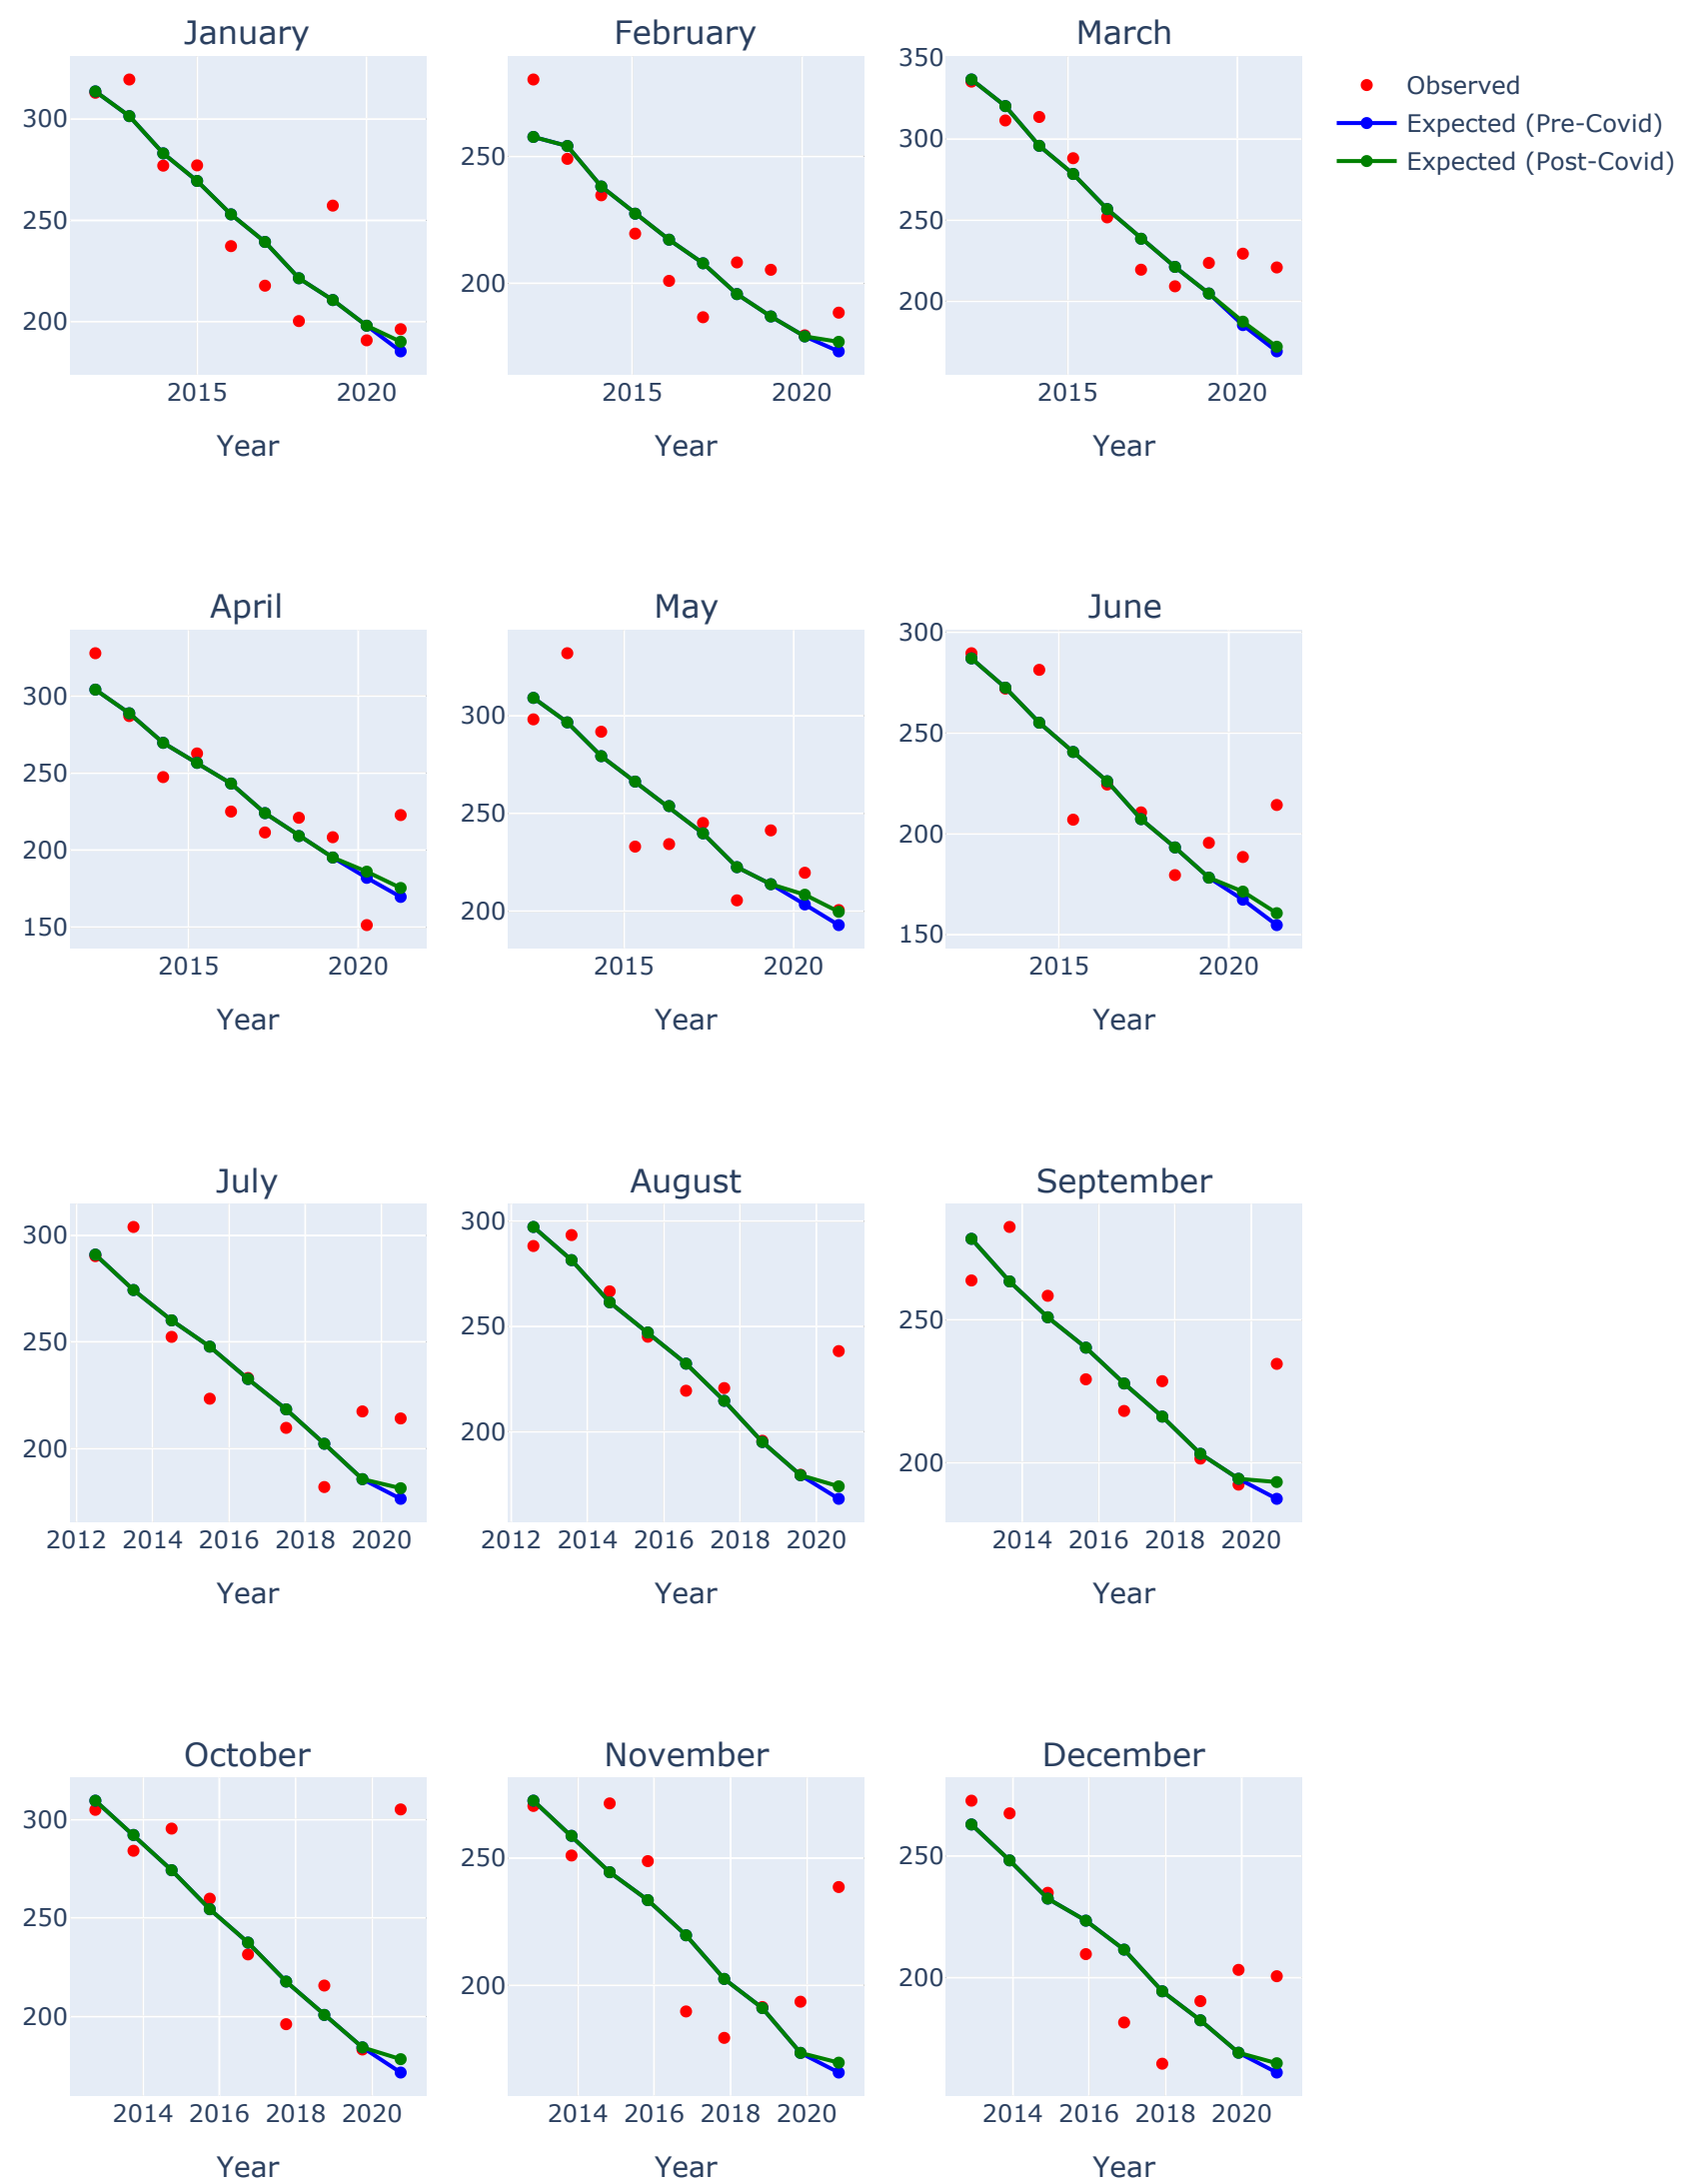 January
February
March
300
250
200
2015
2020
Year
250
200
2015
2020
Year
350
300
250
200
2015
2020
Year
Observed
Expected (Pre-Covid)
Expected (Post-Covid)
April
May
June
300
250
200
150
2015
2020
Year
300
250
200
2015
2020
Year
300
250
200
150
2015
2020
Year
July
August
September
300
250
200
2012
2014
2016
2018
2020
Year
300
250
200
2012
2014
2016
2018
2020
Year
250
200
2014
2016
2018
2020
Year
October
November
December
300
250
200
2014
2016
2018
2020
Year
250
200
2014
2016
2018
2020
Year
250
200
2014
2016
2018
2020
Year